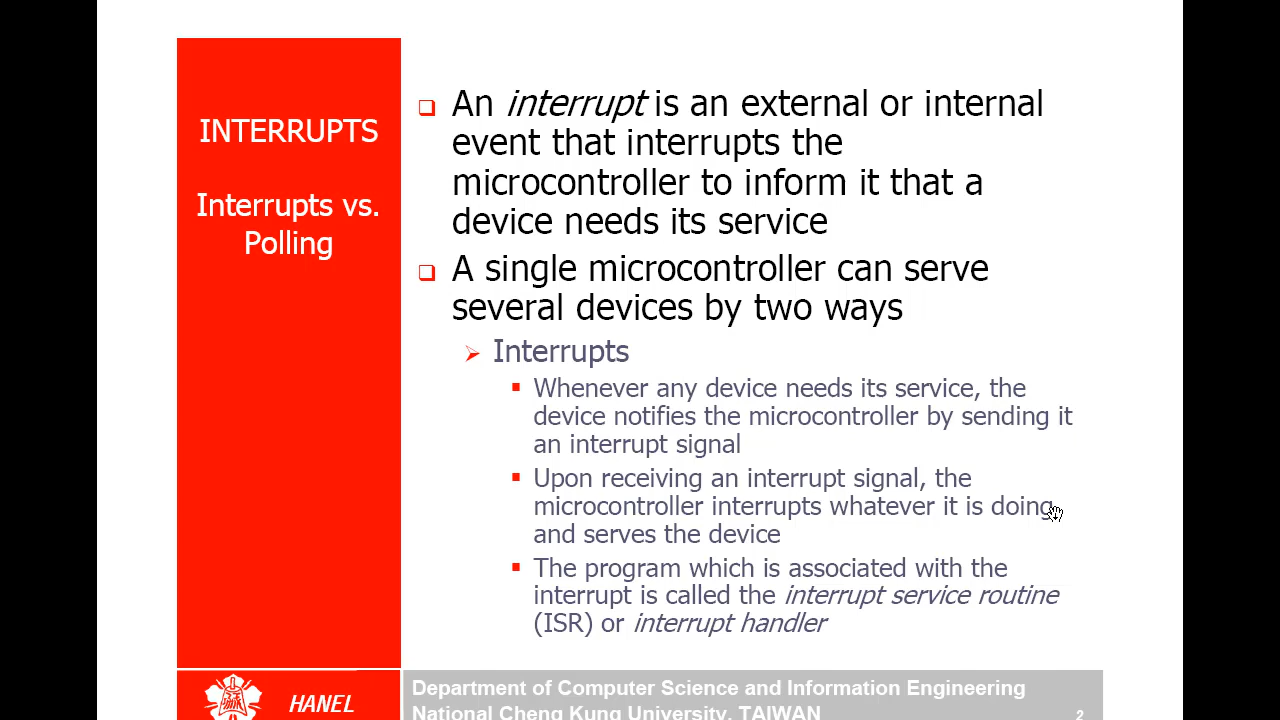 INTERRUPTS
Interrupts vs.
Polling
An interrupt is an external or internal
event that interrupts the
microcontroller to inform it that a
device needs its service
A single microcontroller can serve
several devices by two ways
Interrupts
Whenever any device needs its service, the
device notifies the microcontroller by sending it
an interrupt signal
Upon receiving an interrupt signal, the
microcontroller interrupts whatever it is doing
and serves the device
The program which is associated with the
interrupt is called the interrupt service routine
(ISR) or interrupt handler
HANEL
Department of Computer Science and Information Engineering
National Cheng Kung University, TAIWAN
2